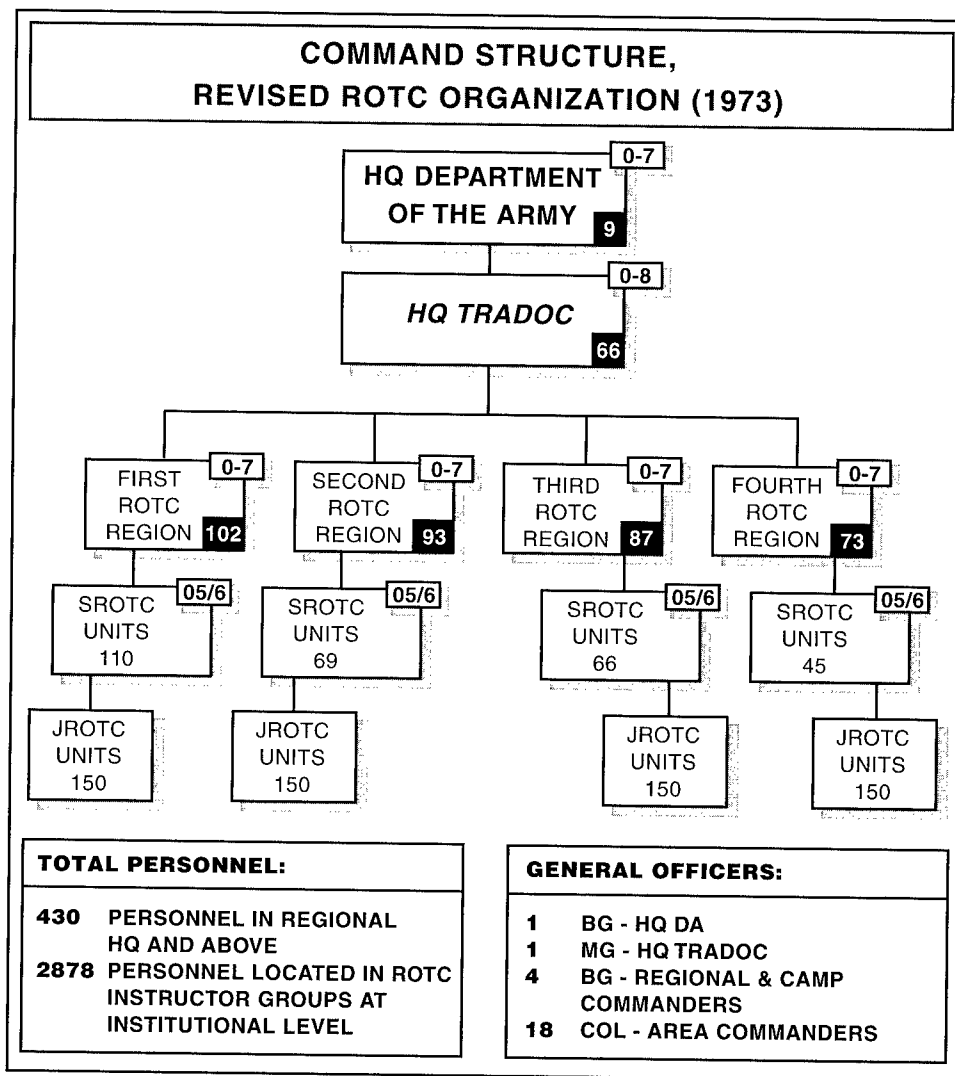 COMMAND STRUCTURE,
REVISED ROTC ORGANIZATION (1973)
0-7
HQ DEPARTMENT
OF THE ARMY
9
0-8
HQ TRADOC
66
0-7
FIRST
ROTC
REGION
102
0-7
SECOND
ROTC
REGION
93
0-7
THIRD
ROTC
REGION
87
0-7
FOURTH
ROTC
REGION
73
05/6
SROTC
UNITS
110
05/6
SROTC
UNITS
69
05/6
SROTC
UNITS
66
05/6
SROTC
UNITS
45
JROTC
UNITS
150
JROTC
UNITS
150
JROTC
UNITS
150
JROTC
UNITS
150
TOTAL PERSONNEL:
430 PERSONNEL IN REGIONAL
HQ AND ABOVE
2878 PERSONNEL LOCATED IN ROTC
INSTRUCTOR GROUPS AT
INSTITUTIONAL LEVEL
GENERAL OFFICERS:
1 BG - HQ DA
1 MG - HQ TRADOC
4 BG - REGIONAL & CAMP
COMMANDERS
18 COL - AREA COMMANDERS